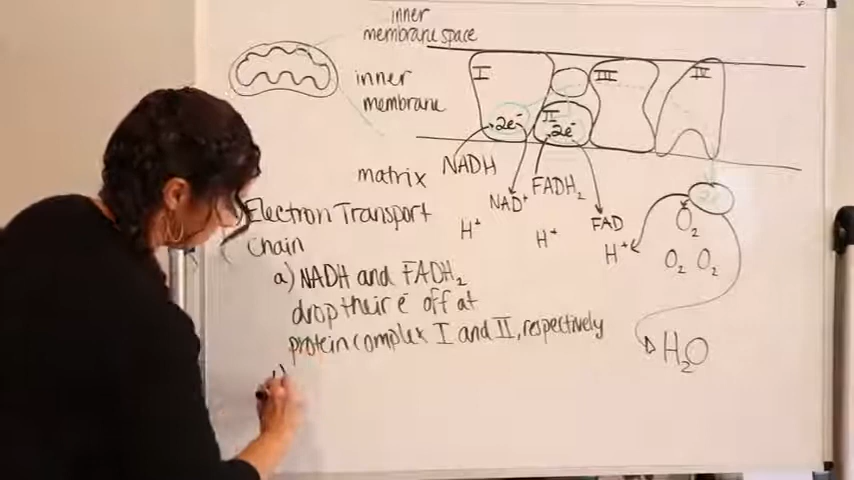 inner
membrane space
inner
membrane
matrix
I
II
III
IV
2e⁻
2e⁻
NADH
NAD⁺
FADH₂
FAD
H⁺
H⁺
H⁺
O₂
O₂
O₂
H₂O
Electron Transport
Chain
a) NADH and FADH₂
drop their e⁻ off at
protein complex I and II, respectively